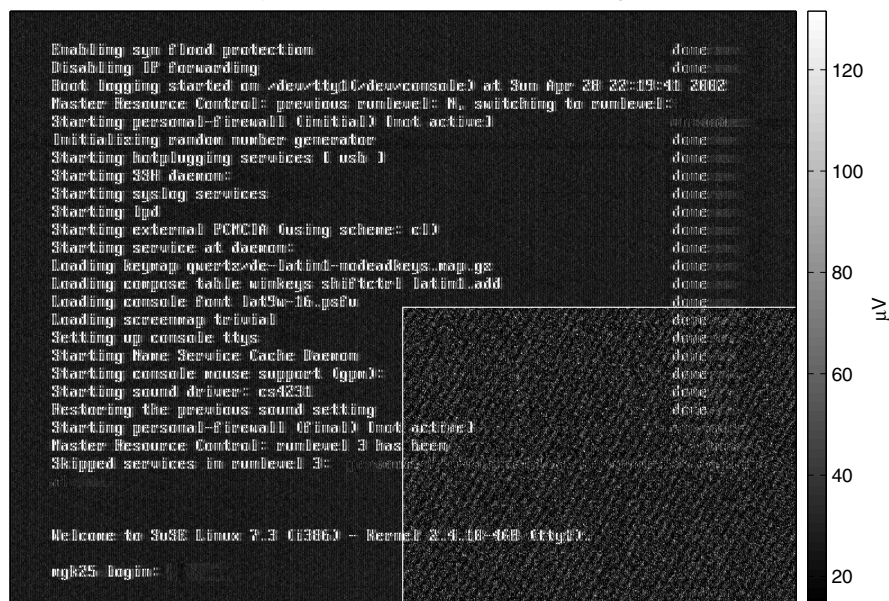 Enabling syn flood protection done
Disabling IP forwarding done
Boot logging started on /dev/tty1(/dev/console) at Sun Apr 28 22:19:41 2002
Master Resource Control: previous runlevel: N, switching to runlevel:
Starting personal-firewall (initial) [not active]
Initializing random number generator done
Starting hotplugging services [ usb ] done
Starting SSH daemon: done
Starting syslog services done
Starting lpd done
Starting external PCMCIA (using scheme: cl) done
Starting service at daemon: done
Loading keymap qwertz/de-latin1-nodeadkeys.map.gz done
Loading compose table winkeys shiftctrl latin1.add done
Loading console font lat9w-16.psfu done
Loading screenmap trivial done
Setting up console ttys done
Starting Name Service Cache Daemon done
Starting console mouse support (gpm): done
Starting sound driver: cs4231 done
Restoring the previous sound setting done
Starting personal-firewall (final) [not active]
Master Resource Control: runlevel 3 has been
Skipped services in runlevel 3:
Welcome to SuSE Linux 7.3 (i386) - Kernel 2.4.10-4GB (tty1).
mgk25 login:
120
100
80
60
40
20
µV